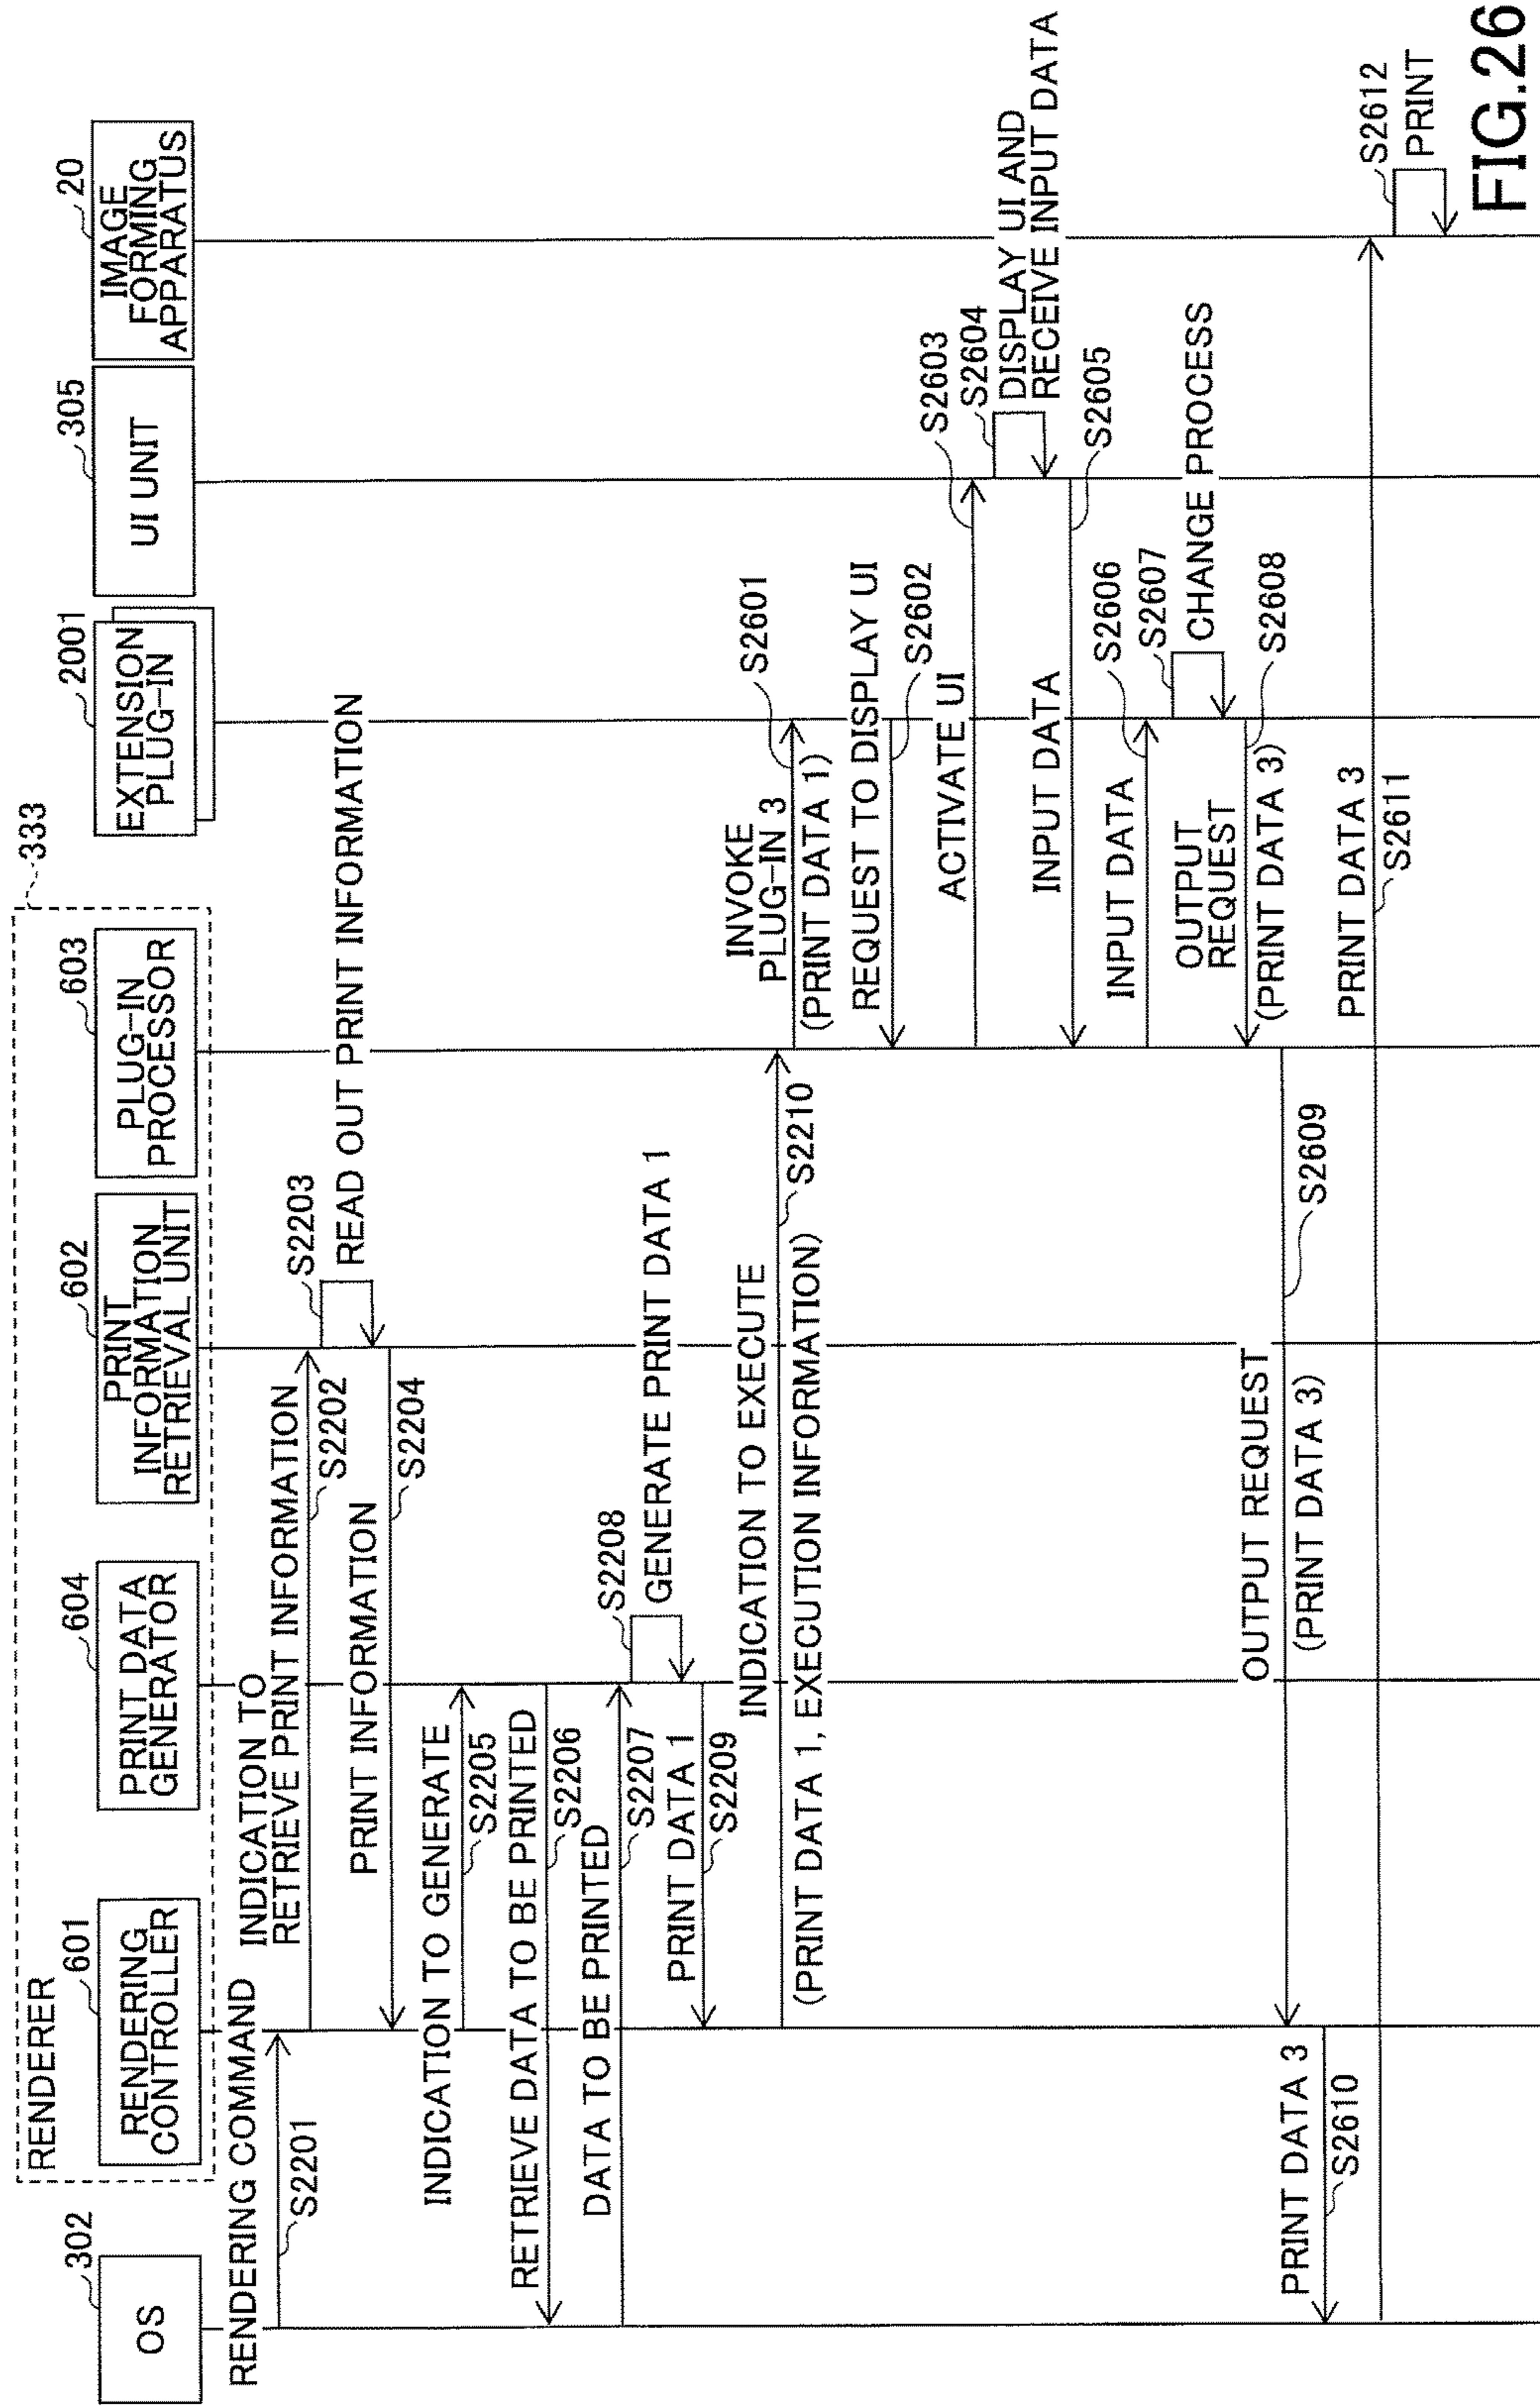 RENDERER
333
302
OS
601
RENDERING
CONTROLLER
604
PRINT DATA
GENERATOR
602
PRINT
INFORMATION
RETRIEVAL UNIT
603
PLUG-IN
PROCESSOR
2001
EXTENSION
PLUG-IN
305
UI UNIT
20
IMAGE
FORMING
APPARATUS
RENDERING COMMAND
S2201
INDICATION TO
RETRIEVE PRINT INFORMATION
S2202
S2203
READ OUT PRINT INFORMATION
PRINT INFORMATION
S2204
INDICATION TO GENERATE
S2205
RETRIEVE DATA TO BE PRINTED
S2206
DATA TO BE PRINTED
S2207
S2208
GENERATE PRINT DATA 1
PRINT DATA 1
S2209
INDICATION TO EXECUTE
(PRINT DATA 1, EXECUTION INFORMATION)
S2210
INVOKE
PLUG-IN 3
(PRINT DATA 1)
S2601
REQUEST TO DISPLAY UI
S2602
ACTIVATE UI
S2603
S2604
DISPLAY UI AND
RECEIVE INPUT DATA
INPUT DATA
S2605
INPUT DATA
S2606
S2607
CHANGE PROCESS
OUTPUT
REQUEST
(PRINT DATA 3)
S2608
OUTPUT REQUEST
(PRINT DATA 3)
S2609
PRINT DATA 3
S2610
PRINT DATA 3
S2611
S2612
PRINT
FIG.26